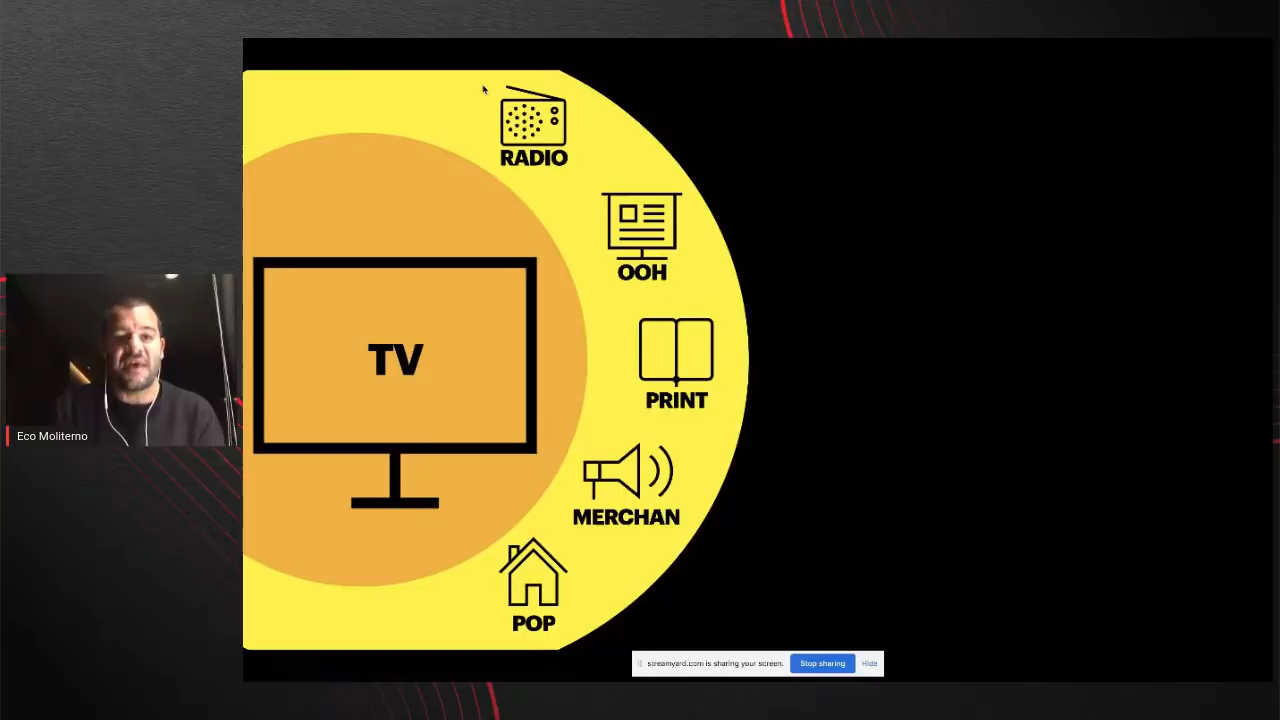 RADIO
OOH
PRINT
TV
MERCHAN
POP
Eco Moliterno
streamyard.com is sharing your screen.
Stop sharing
Hide